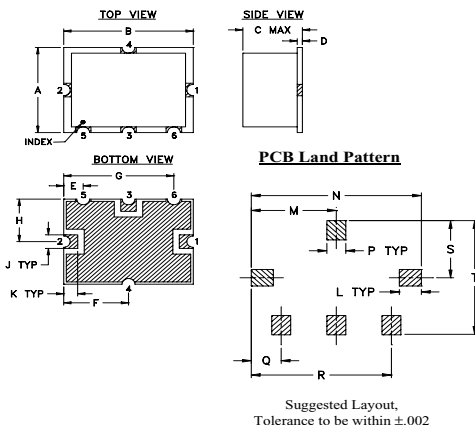 TOP VIEW
SIDE VIEW
B
C MAX
D
4
A
2
1
5
3
6
INDEX
BOTTOM VIEW
PCB Land Pattern
G
E
5
3
6
H
2
1
J TYP
K TYP
F
4
N
M
S
T
P TYP
L TYP
Q
R
Suggested Layout,
Tolerance to be within ±.002